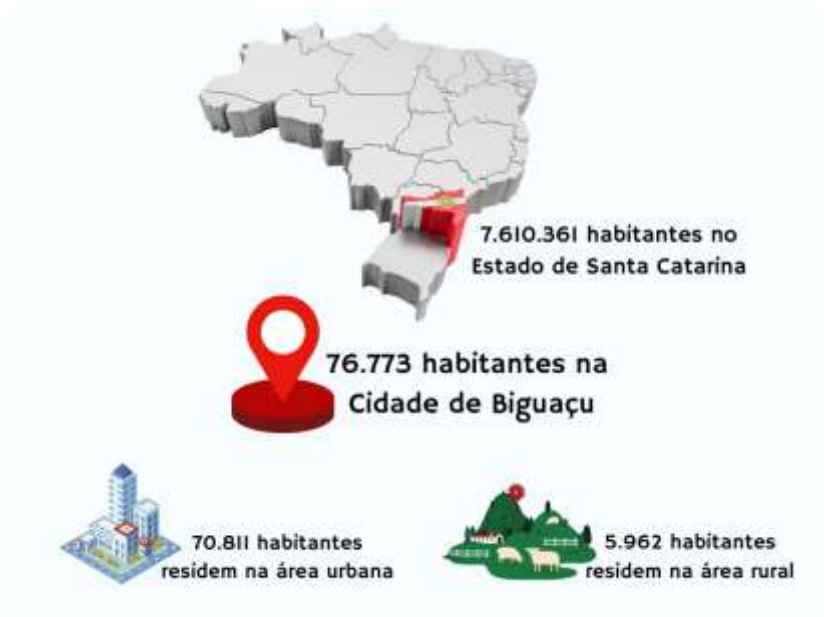 7.610.361 habitantes no
Estado de Santa Catarina
76.773 habitantes na
Cidade de Biguaçu
70.811 habitantes
residem na área urbana
5.962 habitantes
residem na área rural